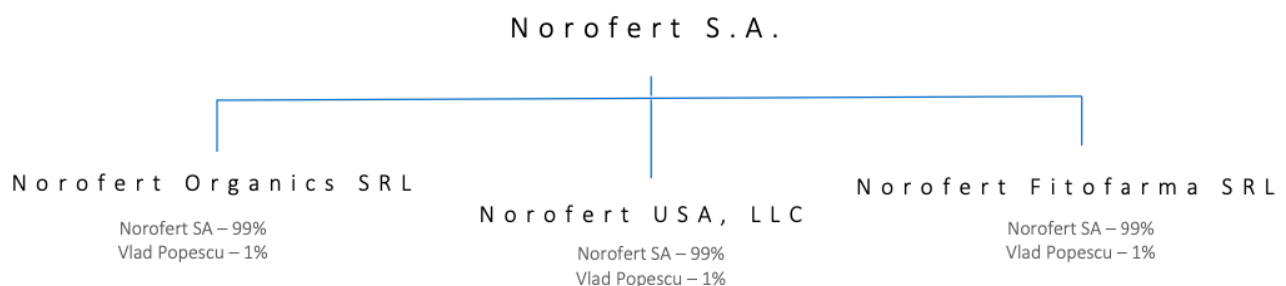 Norofert S.A.
Norofert Organics SRL
Norofert SA – 99%
Vlad Popescu – 1%
Norofert USA, LLC
Norofert SA – 99%
Vlad Popescu – 1%
Norofert Fitofarma SRL
Norofert SA – 99%
Vlad Popescu – 1%